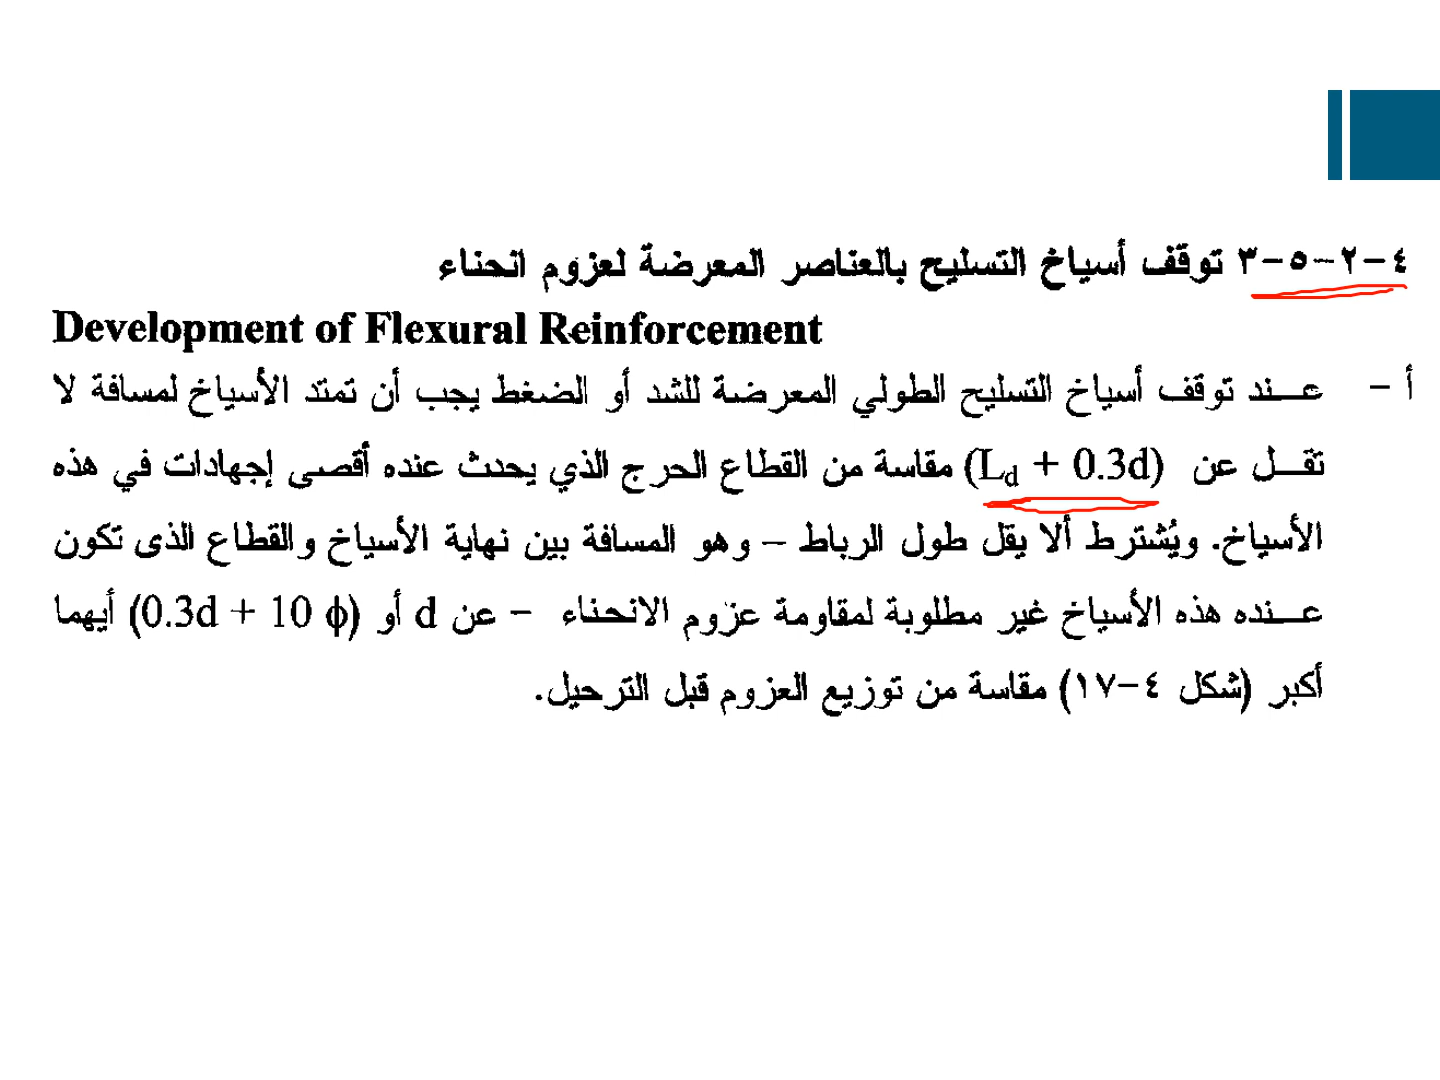 ٤-٢-٥-٣ توقف أسياخ التسليح بالعناصر المعرضة لعزوم انحناء
Development of Flexural Reinforcement
أ - عند توقف أسياخ التسليح الطولي المعرضة للشد أو الضغط يجب أن تمتد الأسياخ لمسافة لا
تقل عن (Ld + 0.3d) مقاسة من القطاع الحرج الذي يحدث عنده أقصى إجهادات في هذه
الأسياخ. ويُشترط ألا يقل طول الرباط – وهو المسافة بين نهاية الأسياخ والقطاع الذى تكون
عنده هذه الأسياخ غير مطلوبة لمقاومة عزوم الانحناء – عن d أو (0.3d + 10 ϕ) أيهما
أكبر (شكل ٤-١٧) مقاسة من توزيع العزوم قبل الترحيل.